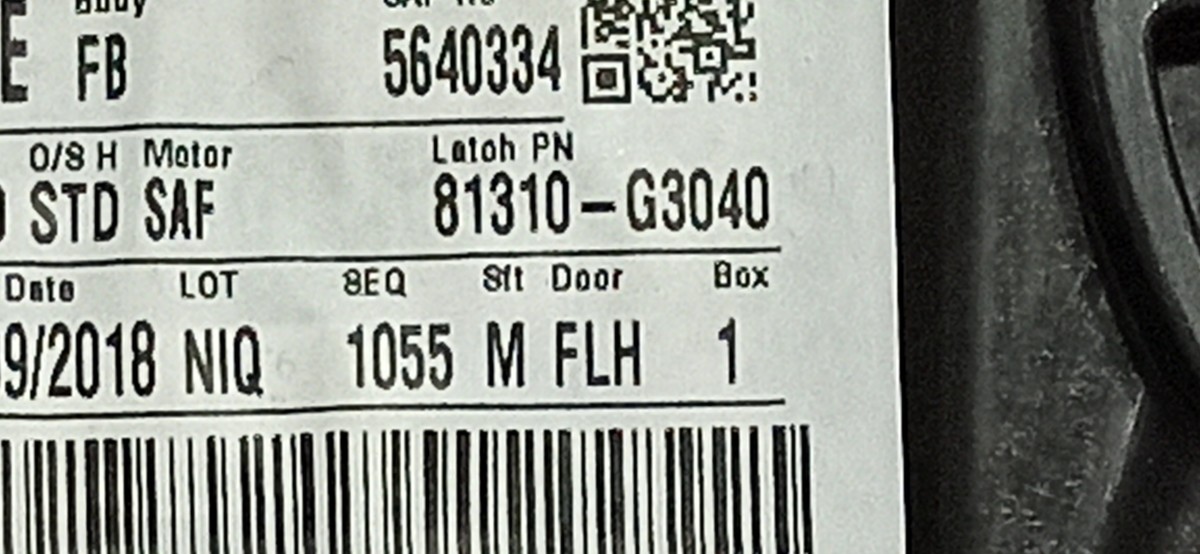 E FB 5640334
O/S H Motor Latch PN
STD SAF 81310-G3040
Date LOT SEQ Sft Door Box
9/2018 NIQ 1055 M FLH 1